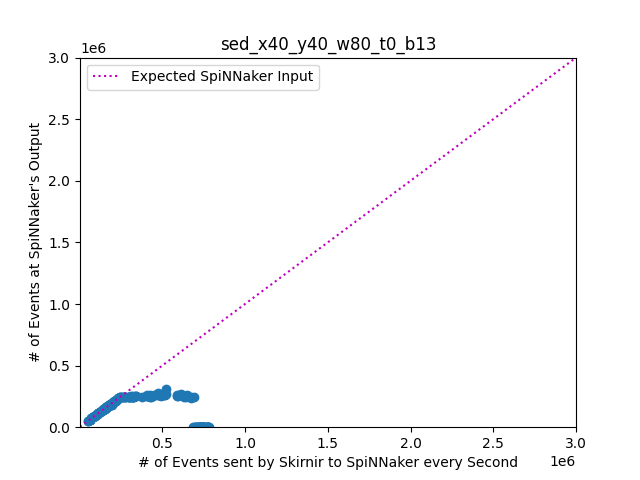 sed_x40_y40_w80_t0_b13
1e6
Expected SpiNNaker Input
# of Events at SpiNNaker's Output
3.0
2.5
2.0
1.5
1.0
0.5
0.0
0.5
1.0
1.5
2.0
2.5
3.0
# of Events sent by Skirnir to SpiNNaker every Second
1e6